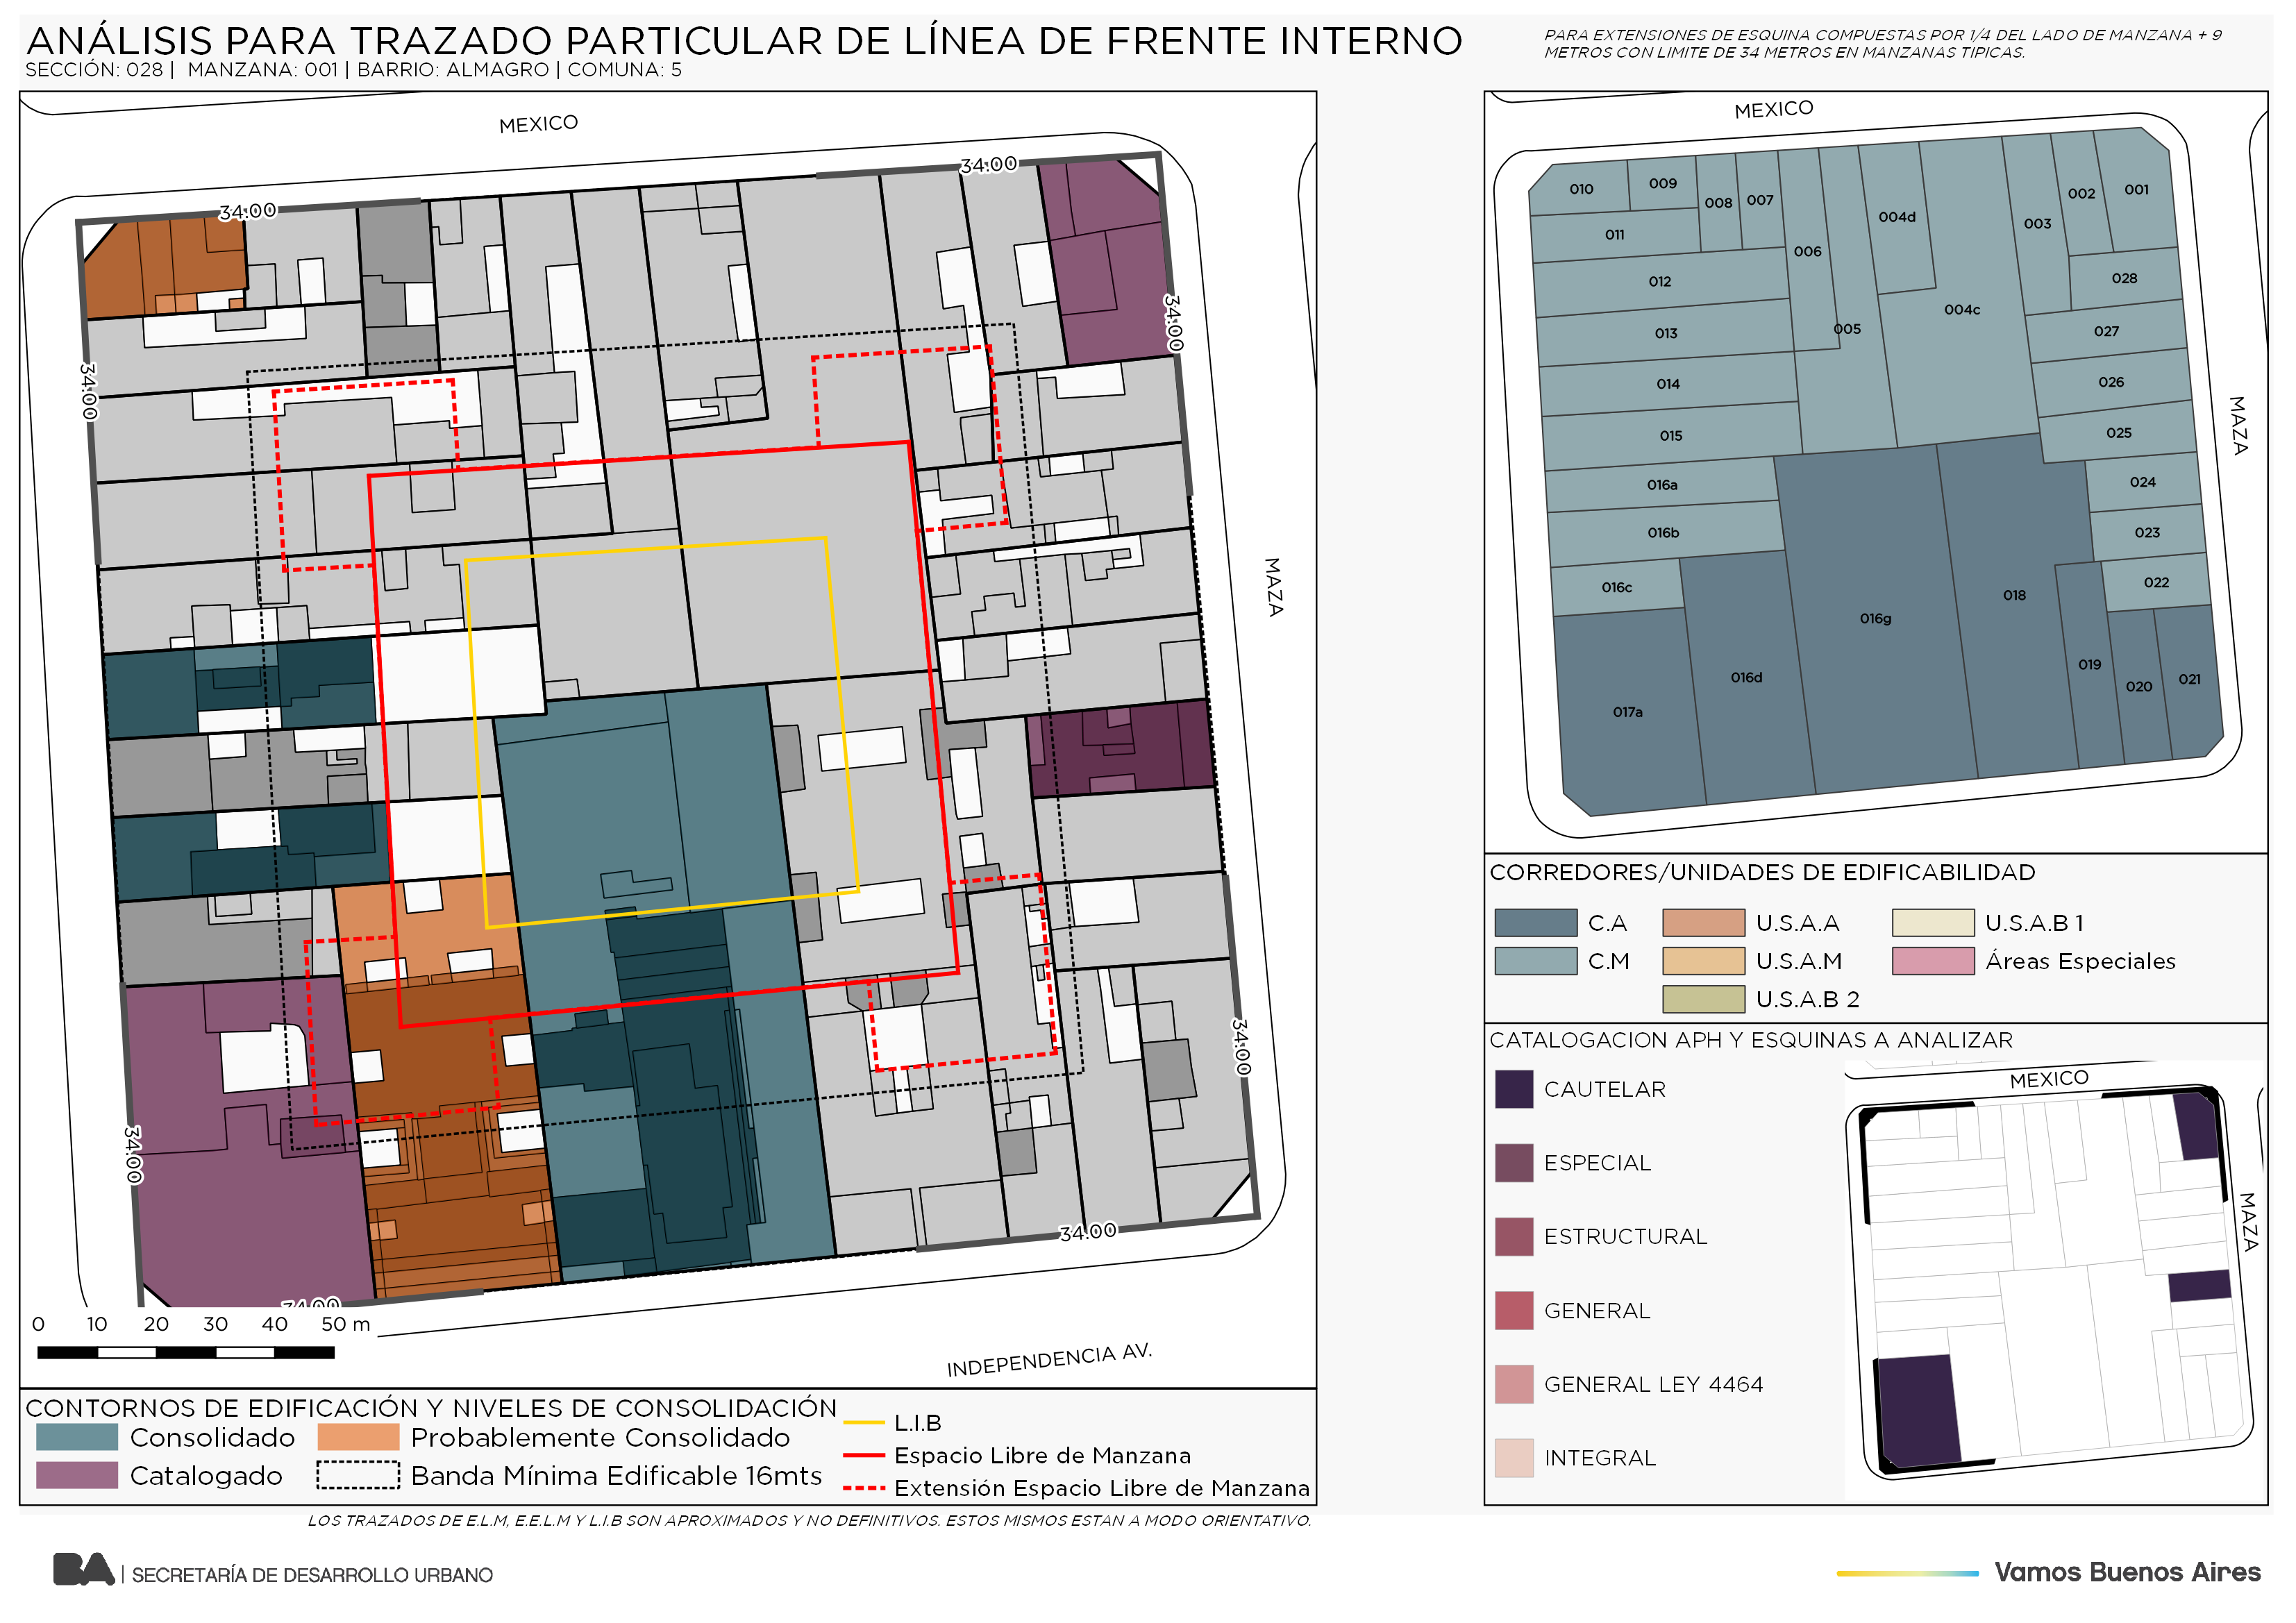 ANÁLISIS PARA TRAZADO PARTICULAR DE LÍNEA DE FRENTE INTERNO
SECCIÓN: 028 | MANZANA: 001 | BARRIO: ALMAGRO | COMUNA: 5
PARA EXTENSIONES DE ESQUINA COMPUESTAS POR 1/4 DEL LADO DE MANZANA + 9
METROS CON LIMITE DE 34 METROS EN MANZANAS TIPICAS.
MEXICO
34.00
34.00
34.00
34.00
MAZA
34.00
34.00
34.00
34.00
INDEPENDENCIA AV.
0 10 20 30 40 50 m
CONTORNOS DE EDIFICACIÓN Y NIVELES DE CONSOLIDACIÓN
Consolidado
Probablemente Consolidado
Catalogado
Banda Mínima Edificable 16mts
L.I.B
Espacio Libre de Manzana
Extensión Espacio Libre de Manzana
MEXICO
010
009
008
007
006
005
004d
004c
003
002
001
011
012
013
014
015
016a
016b
016c
016d
016g
017a
018
019
020
021
022
023
024
025
026
027
028
MAZA
CORREDORES/UNIDADES DE EDIFICABILIDAD
C.A
U.S.A.A
U.S.A.B 1
C.M
U.S.A.M
Áreas Especiales
U.S.A.B 2
CATALOGACION APH Y ESQUINAS A ANALIZAR
CAUTELAR
ESPECIAL
ESTRUCTURAL
GENERAL
GENERAL LEY 4464
INTEGRAL
MEXICO
MAZA
LOS TRAZADOS DE E.L.M, E.E.L.M Y L.I.B SON APROXIMADOS Y NO DEFINITIVOS. ESTOS MISMOS ESTAN A MODO ORIENTATIVO.
BA | SECRETARÍA DE DESARROLLO URBANO
Vamos Buenos Aires